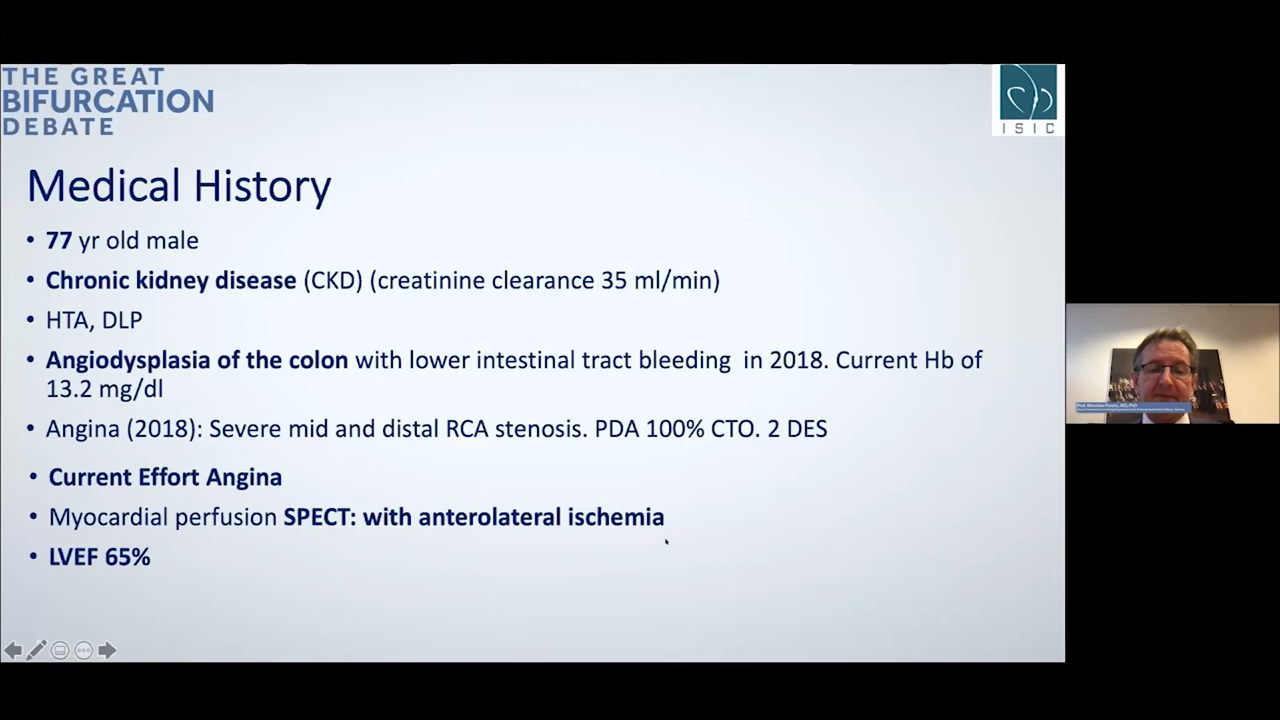 THE GREAT
BIFURCATION
DEBATE
ISIC
Medical History
• 77 yr old male
• Chronic kidney disease (CKD) (creatinine clearance 35 ml/min)
• HTA, DLP
• Angiodysplasia of the colon with lower intestinal tract bleeding in 2018. Current Hb of
13.2 mg/dl
• Angina (2018): Severe mid and distal RCA stenosis. PDA 100% CTO. 2 DES
• Current Effort Angina
• Myocardial perfusion SPECT: with anterolateral ischemia
• LVEF 65%